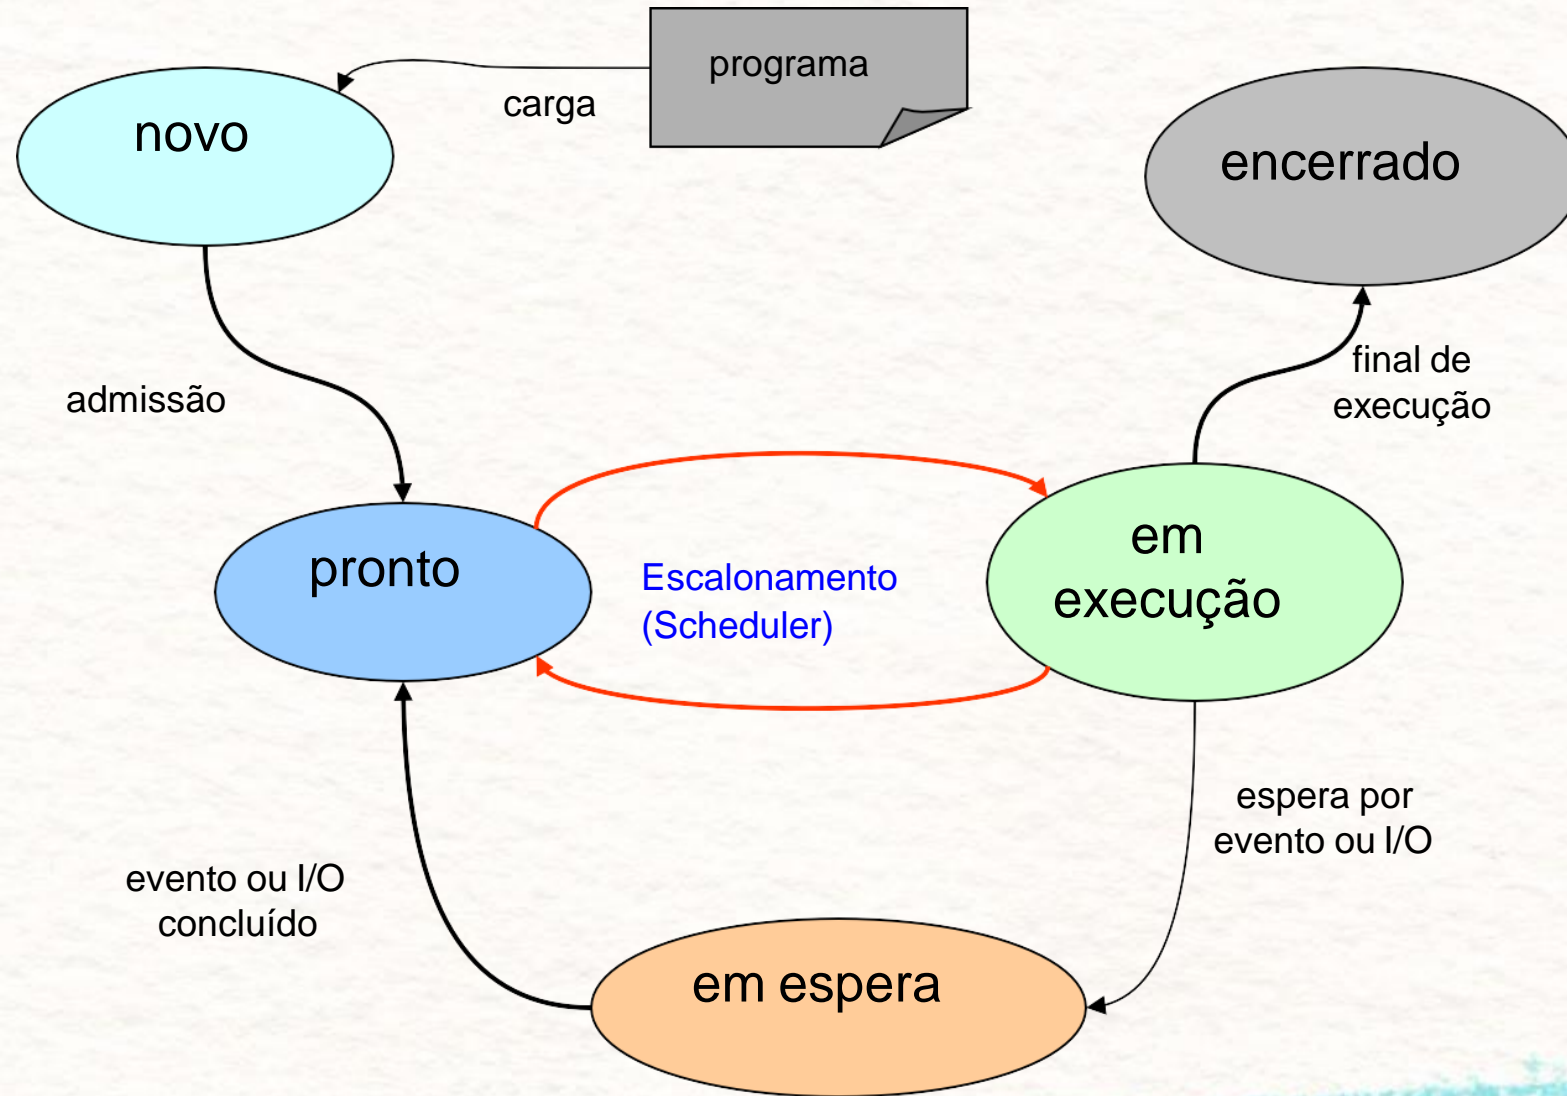 programa
carga
novo
encerrado
admissão
final de
execução
pronto
Escalonamento
(Scheduler)
em
execução
espera por
evento ou I/O
evento ou I/O
concluído
em espera